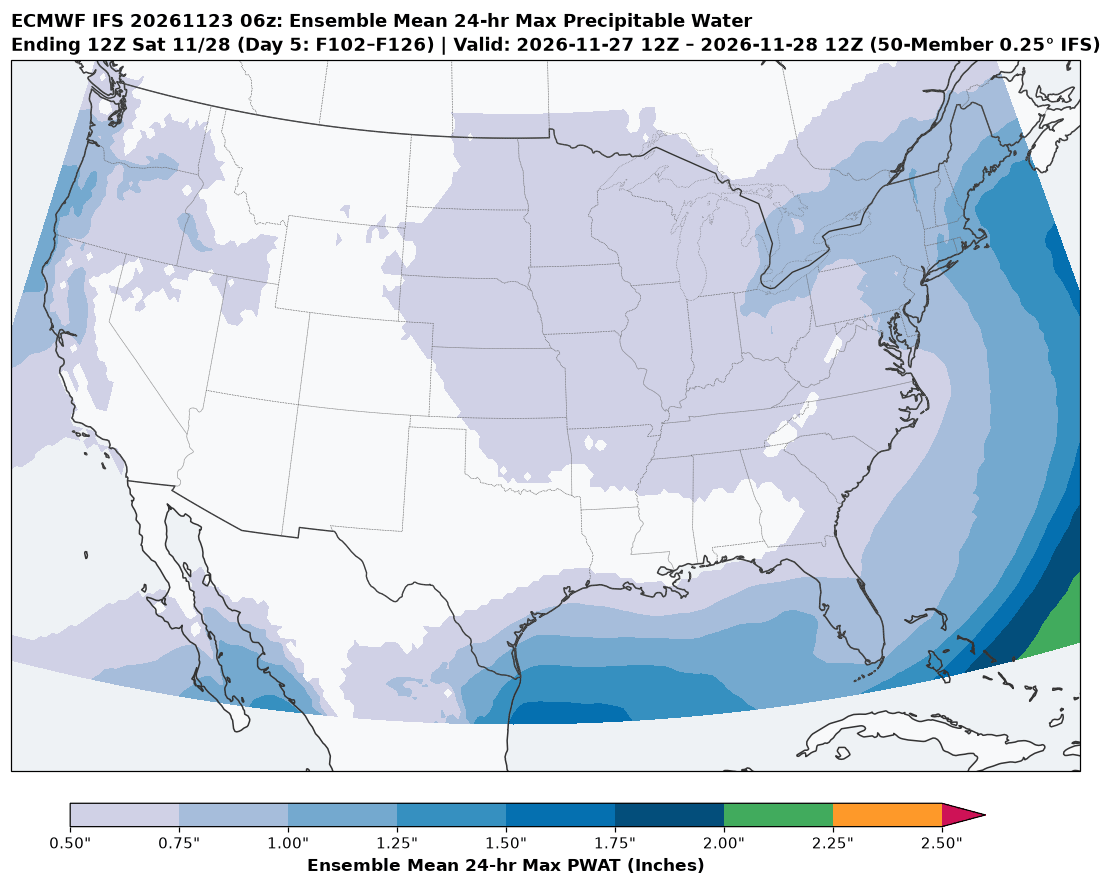 ECMWF IFS 20261123 06z: Ensemble Mean 24-hr Max Precipitable Water
Ending 12Z Sat 11/28 (Day 5: F102–F126) | Valid: 2026-11-27 12Z – 2026-11-28 12Z (50-Member 0.25° IFS)
0.50" 0.75" 1.00" 1.25" 1.50" 1.75" 2.00" 2.25" 2.50"
Ensemble Mean 24-hr Max PWAT (Inches)